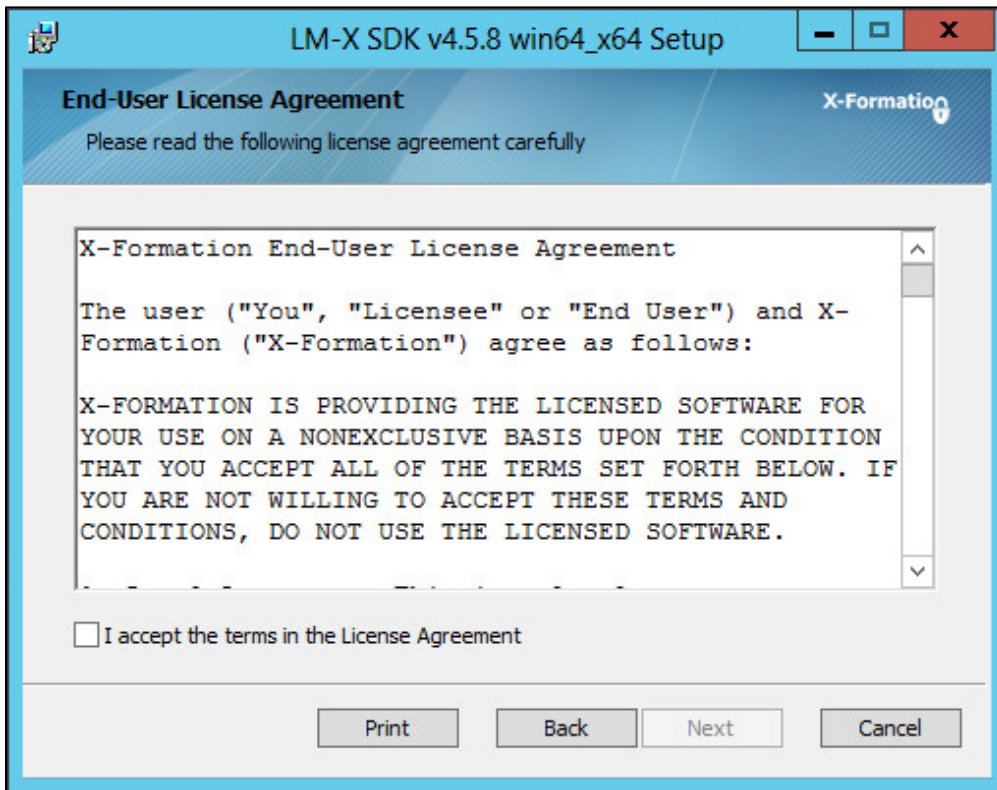 LM-X SDK v4.5.8 win64_x64 Setup
End-User License Agreement
X-Formation
Please read the following license agreement carefully
X-Formation End-User License Agreement
The user ("You", "Licensee" or "End User") and X-
Formation ("X-Formation") agree as follows:
X-FORMATION IS PROVIDING THE LICENSED SOFTWARE FOR
YOUR USE ON A NONEXCLUSIVE BASIS UPON THE CONDITION
THAT YOU ACCEPT ALL OF THE TERMS SET FORTH BELOW. IF
YOU ARE NOT WILLING TO ACCEPT THESE TERMS AND
CONDITIONS, DO NOT USE THE LICENSED SOFTWARE.
I accept the terms in the License Agreement
Print
Back
Next
Cancel